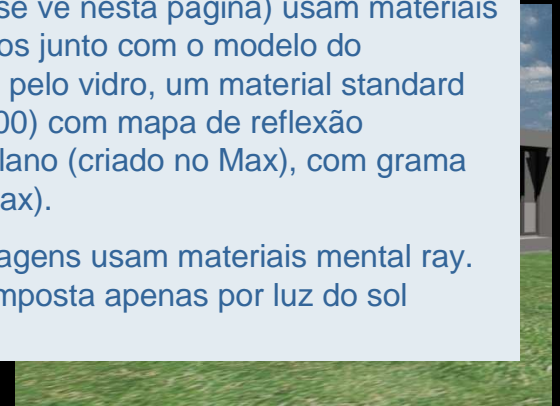 se vê nesta página) usam materiais
os junto com o modelo do
pelo vidro, um material standard
00) com mapa de reflexão
lano (criado no Max), com grama
ax).
agens usam materiais mental ray.
mposta apenas por luz do sol